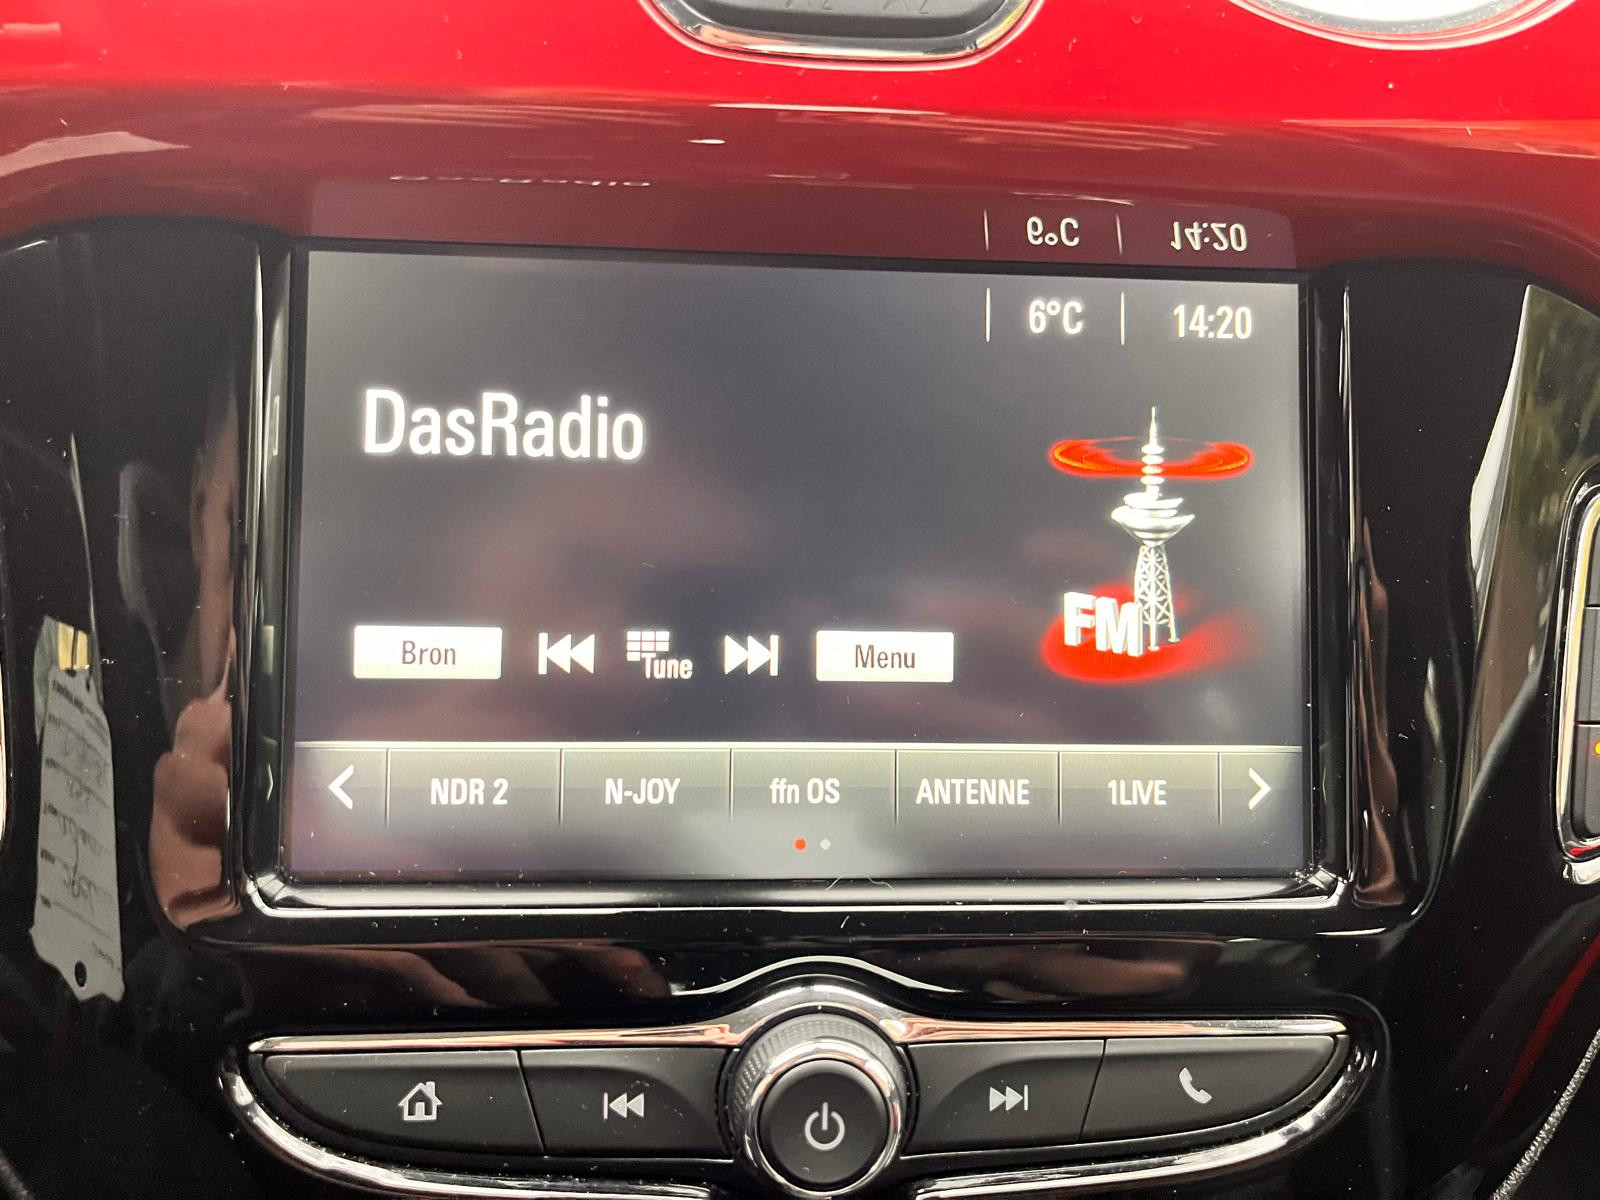 6°C 14:20
DasRadio
FM
Bron Tune Menu
NDR 2 N-JOY ffn OS ANTENNE 1LIVE